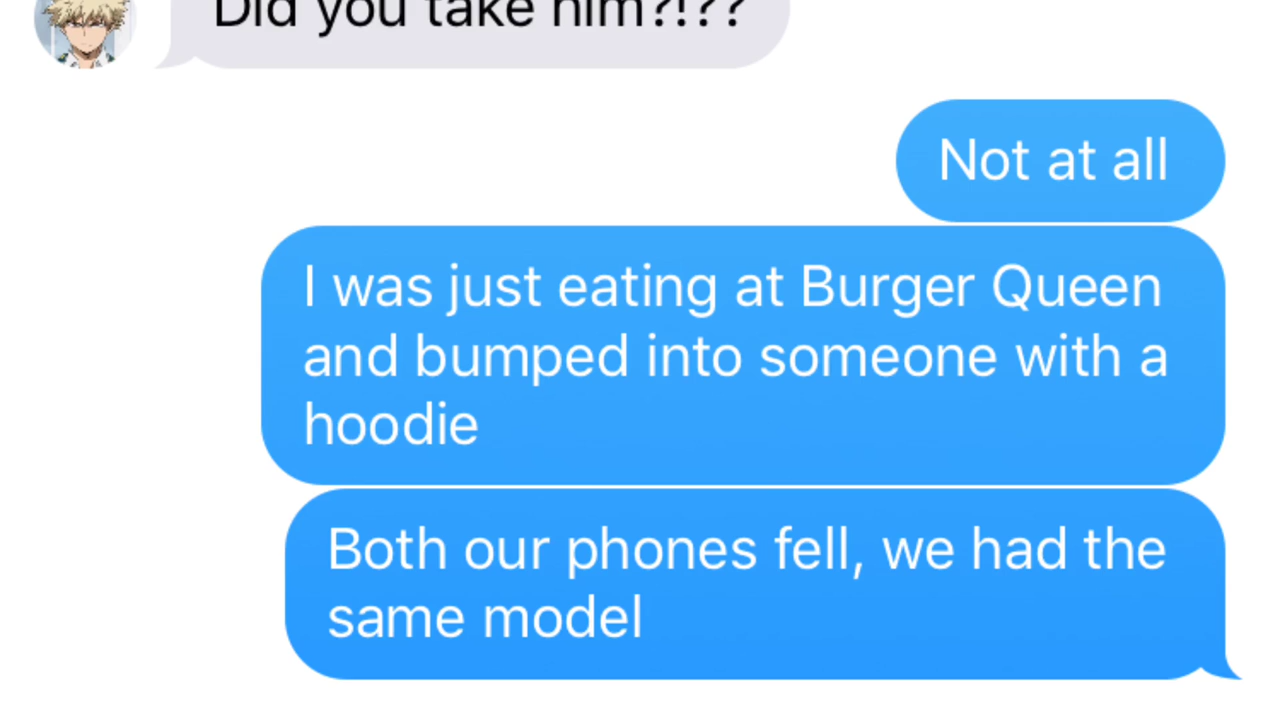 Did you take him?!??
Not at all
I was just eating at Burger Queen
and bumped into someone with a
hoodie
Both our phones fell, we had the
same model